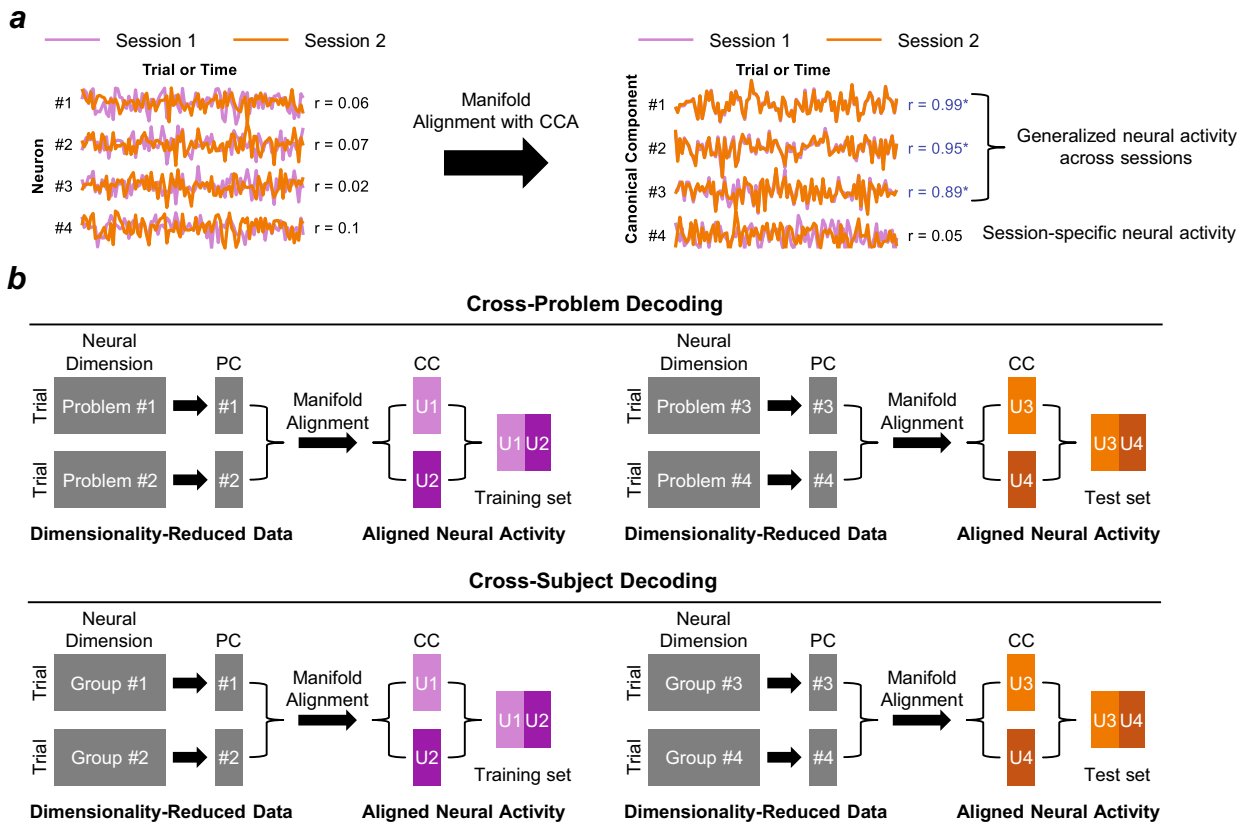 a
Session 1 Session 2
Trial or Time
Neuron
#1 r = 0.06
#2 r = 0.07
#3 r = 0.02
#4 r = 0.1
Manifold
Alignment with CCA
Session 1 Session 2
Trial or Time
Canonical Component
#1 r = 0.99*
#2 r = 0.95*
#3 r = 0.89*
#4 r = 0.05
Generalized neural activity
across sessions
Session-specific neural activity
b
Cross-Problem Decoding
Neural
Dimension
PC
Trial
Problem #1
#1
Trial
Problem #2
#2
Manifold
Alignment
CC
U1
U2
U1 U2
Training set
Dimensionality-Reduced Data
Aligned Neural Activity
Neural
Dimension
PC
Trial
Problem #3
#3
Trial
Problem #4
#4
Manifold
Alignment
CC
U3
U4
U3 U4
Test set
Dimensionality-Reduced Data
Aligned Neural Activity
Cross-Subject Decoding
Neural
Dimension
PC
Trial
Group #1
#1
Trial
Group #2
#2
Manifold
Alignment
CC
U1
U2
U1 U2
Training set
Dimensionality-Reduced Data
Aligned Neural Activity
Neural
Dimension
PC
Trial
Group #3
#3
Trial
Group #4
#4
Manifold
Alignment
CC
U3
U4
U3 U4
Test set
Dimensionality-Reduced Data
Aligned Neural Activity